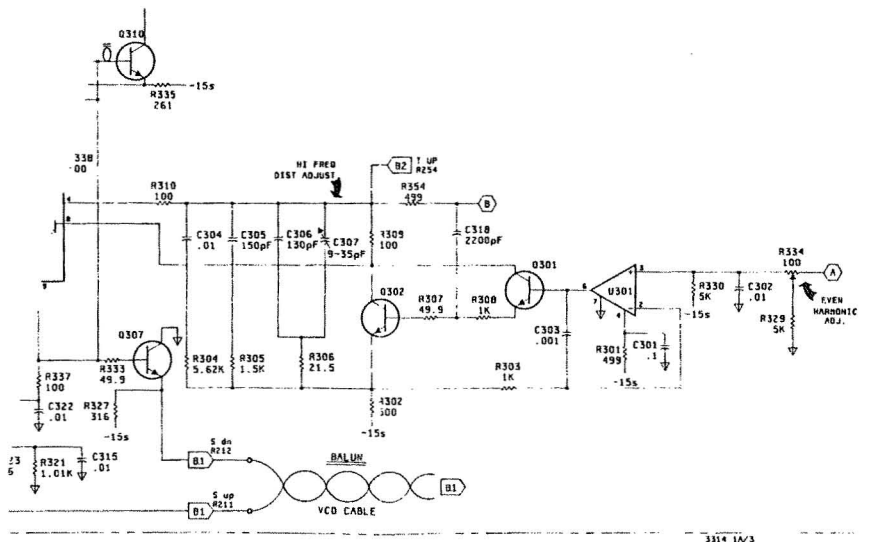 Q310
-15s
R335
261
338
00
HI FREQ
DIST ADJUST
B2
T UP
R254
R310
100
R354
499
B
C304
.01
C305
150pF
C306
130pF
C307
9-35pF
R309
100
C318
2200pF
Q301
Q302
R307
49.9
R308
1K
U301
R334
100
A
R330
5K
-15s
C302
.01
EVEN
HARMONIC
ADJ.
R329
5K
6
7
4
3
2
+
-
Q307
R333
49.9
R337
100
C322
.01
R327
316
-15s
R304
5.62K
R305
1.5K
R306
21.5
R303
1K
C303
.001
R301
499
-15s
C301
.1
R302
-15s
R321
1.01K
C315
.01
B1
S dn
R212
BALUN
B1
VCO CABLE
B1
S up
R211
3314 1A/3